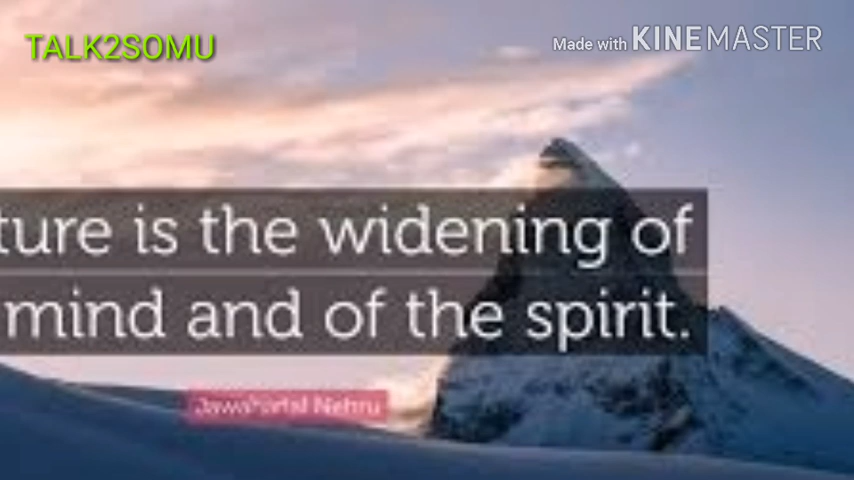 TALK2SOMU
Made with KINEMASTER
ture is the widening of
mind and of the spirit.
Jawaharlal Nehru